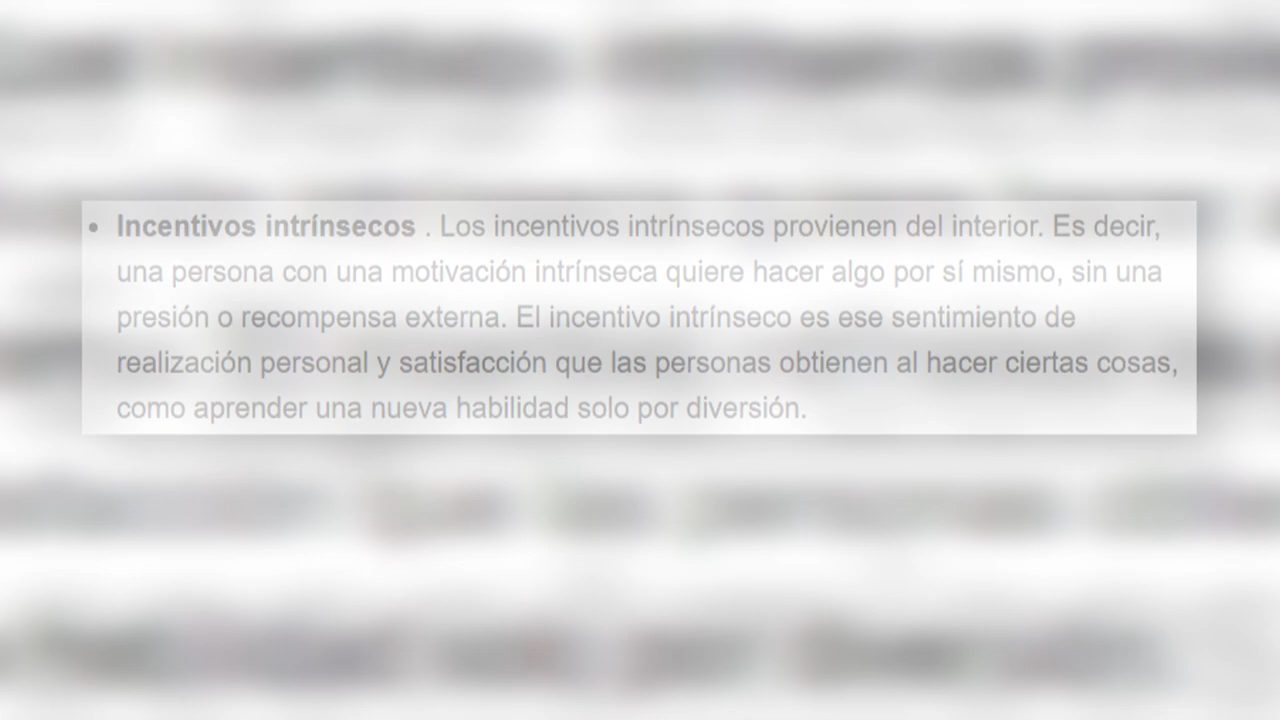 • Incentivos intrínsecos . Los incentivos intrínsecos provienen del interior. Es decir,
una persona con una motivación intrínseca quiere hacer algo por sí mismo, sin una
presión o recompensa externa. El incentivo intrínseco es ese sentimiento de
realización personal y satisfacción que las personas obtienen al hacer ciertas cosas,
como aprender una nueva habilidad solo por diversión.